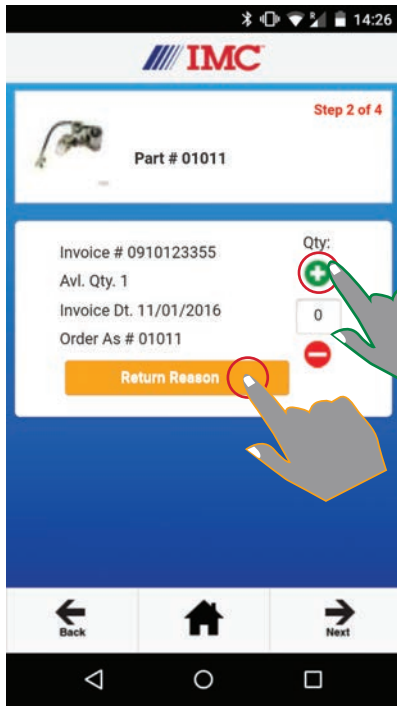 14:26
IMC
Step 2 of 4
Part # 01011
Invoice # 0910123355
Qty:
Avl. Qty. 1
Invoice Dt. 11/01/2016
0
Order As # 01011
Return Reason
Back
Next